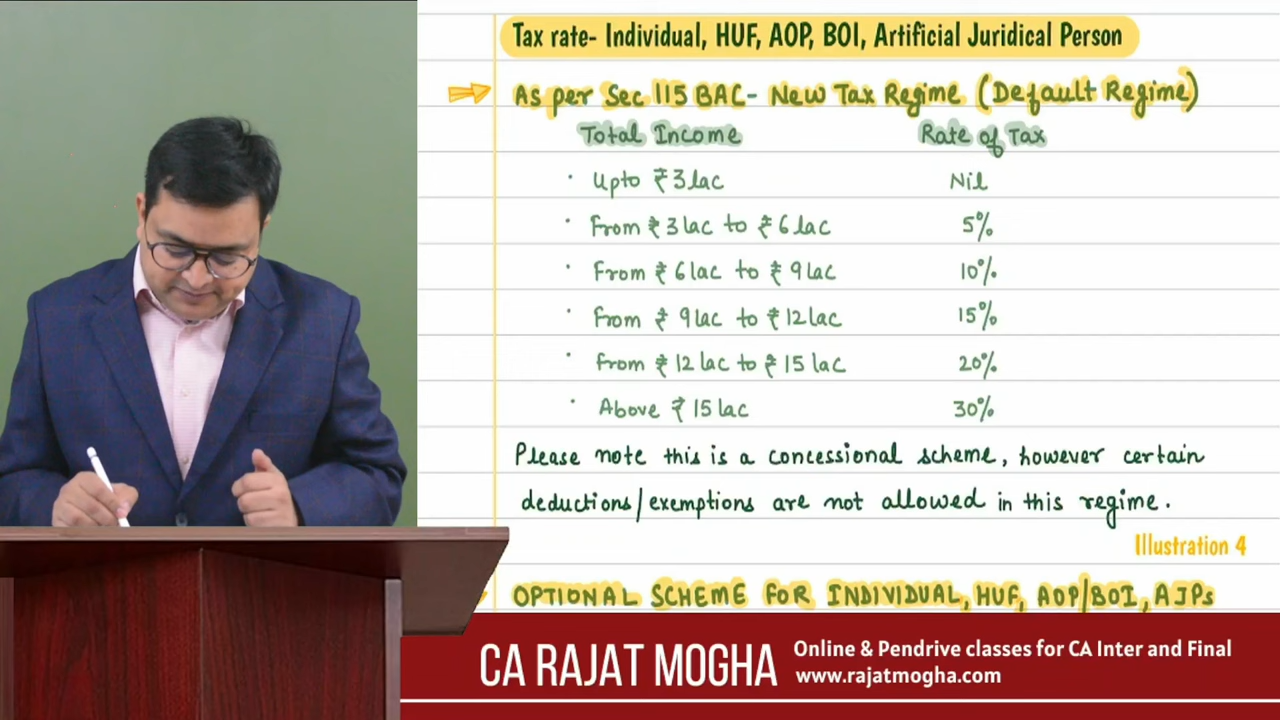 Tax rate- Individual, HUF, AOP, BOI, Artificial Juridical Person
As per Sec 115 BAC- New Tax Regime (Default Regime)
Total Income Rate of Tax
· Upto ₹3 lac Nil
· From ₹3 lac to ₹6 lac 5%
· From ₹6 lac to ₹9 lac 10%
· From ₹9 lac to ₹12 lac 15%
· From ₹12 lac to ₹15 lac 20%
· Above ₹15 lac 30%
Please note this is a concessional scheme, however certain
deductions/exemptions are not allowed in this regime.
Illustration 4
OPTIONAL SCHEME FOR INDIVIDUAL, HUF, AOP/BOI, AJPs
CA RAJAT MOGHA
Online & Pendrive classes for CA Inter and Final
www.rajatmogha.com